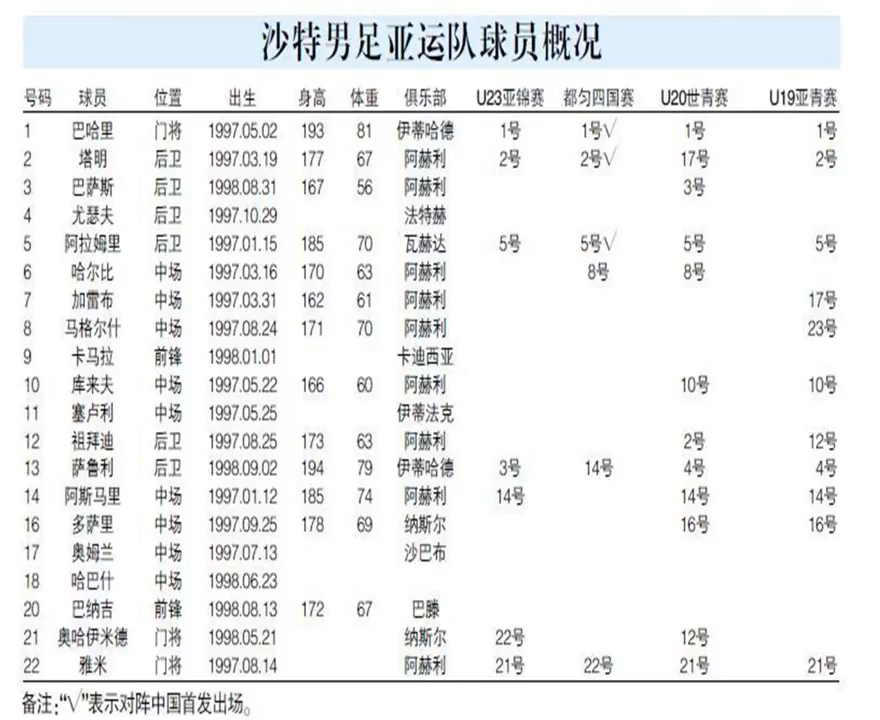 沙特男足亚运队球员概况
号码 球员 位置 出生 身高 体重 俱乐部 U23亚锦赛 都匀四国赛 U20世青赛 U19亚青赛
1 巴哈里 门将 1997.05.02 193 81 伊蒂哈德 1号 1号√ 1号 1号
2 塔明 后卫 1997.03.19 177 67 阿赫利 2号 2号√ 17号 2号
3 巴萨斯 后卫 1998.08.31 167 56 阿赫利 3号
4 尤瑟夫 后卫 1997.10.29 法特赫
5 阿拉姆里 后卫 1997.01.15 185 70 瓦赫达 5号 5号√ 5号 5号
6 哈尔比 中场 1997.03.16 170 63 阿赫利 8号 8号
7 加雷布 中场 1997.03.31 162 61 阿赫利 17号
8 马格尔什 中场 1997.08.24 171 70 阿赫利 23号
9 卡马拉 前锋 1998.01.01 卡迪西亚
10 库来夫 中场 1997.05.22 166 60 阿赫利 10号 10号
11 塞卢利 中场 1997.05.25 伊蒂法克
12 祖拜迪 后卫 1997.08.25 173 63 阿赫利 2号 12号
13 萨鲁利 后卫 1998.09.02 194 79 伊蒂哈德 3号 14号 4号 4号
14 阿斯马里 中场 1997.01.12 185 74 阿赫利 14号 14号 14号
16 多萨里 中场 1997.09.25 178 69 纳斯尔 16号 16号
17 奥姆兰 中场 1997.07.13 沙巴布
18 哈巴什 中场 1998.06.23
20 巴纳吉 前锋 1998.08.13 172 67 巴滕
21 奥哈伊米德 门将 1998.05.21 纳斯尔 22号 12号
22 雅米 门将 1997.08.14 阿赫利 21号 22号 21号 21号
备注:“√”表示对阵中国首发出场。